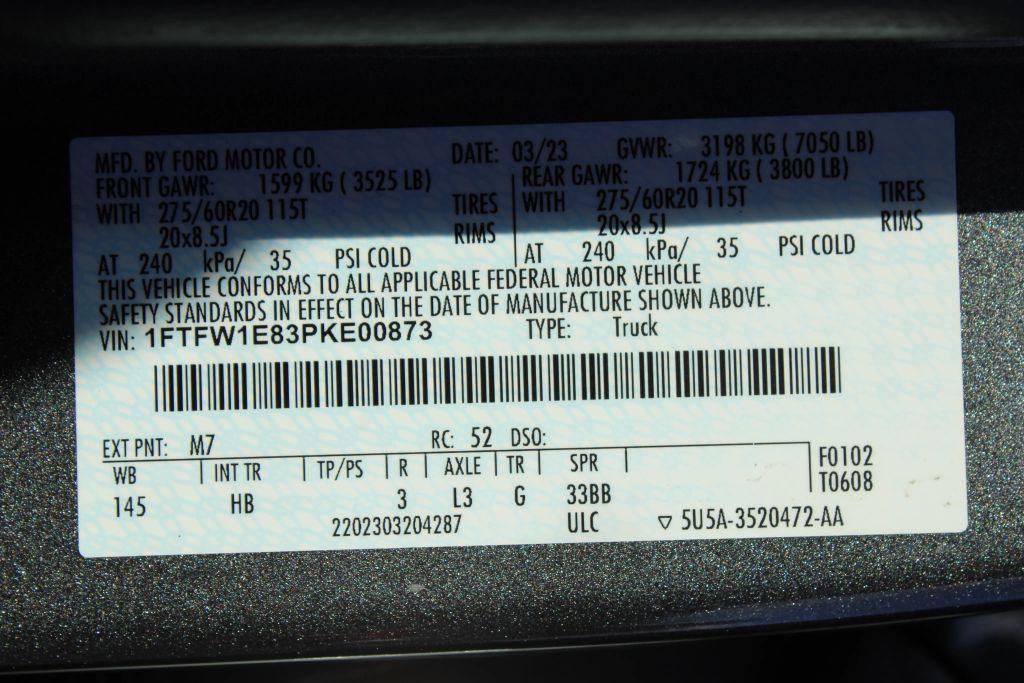 MFD. BY FORD MOTOR CO. DATE: 03/23 GVWR: 3198 KG ( 7050 LB)
FRONT GAWR: 1599 KG ( 3525 LB) REAR GAWR: 1724 KG ( 3800 LB)
WITH 275/60R20 115T TIRES WITH 275/60R20 115T TIRES
20x8.5J RIMS 20x8.5J RIMS
AT 240 kPa/ 35 PSI COLD AT 240 kPa/ 35 PSI COLD
THIS VEHICLE CONFORMS TO ALL APPLICABLE FEDERAL MOTOR VEHICLE
SAFETY STANDARDS IN EFFECT ON THE DATE OF MANUFACTURE SHOWN ABOVE.
VIN: 1FTFW1E83PKE00873 TYPE: Truck
EXT PNT: M7 RC: 52 DSO:
WB INT TR TP/PS R AXLE TR SPR F0102
145 HB 3 L3 G 33BB T0608
2202303204287 ULC ▽ 5U5A-3520472-AA